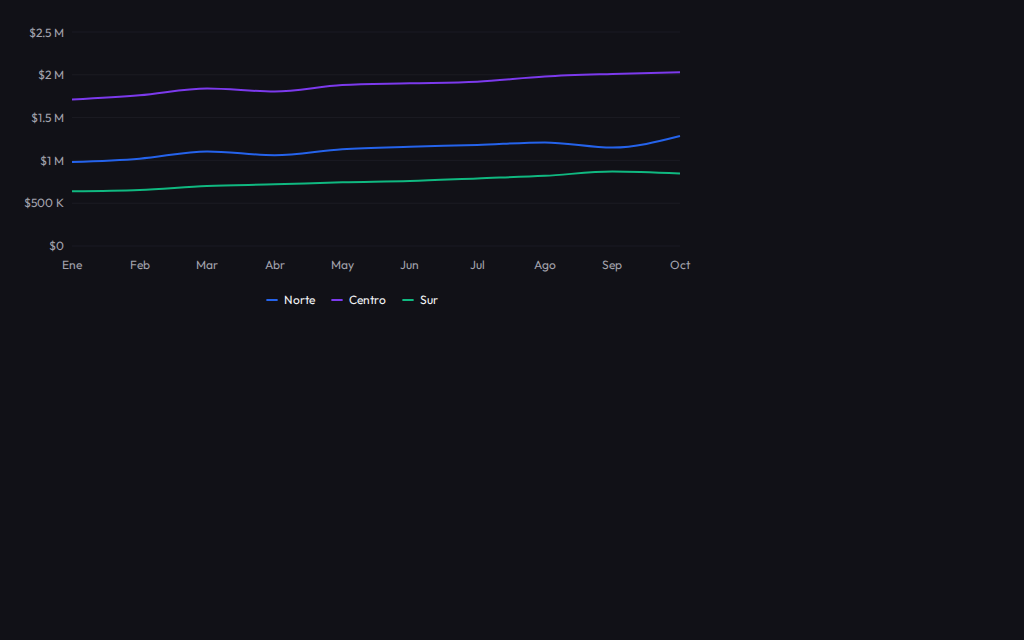 $2.5 M
$2 M
$1.5 M
$1 M
$500 K
$0
Ene Feb Mar Abr May Jun Jul Ago Sep Oct
Norte Centro Sur